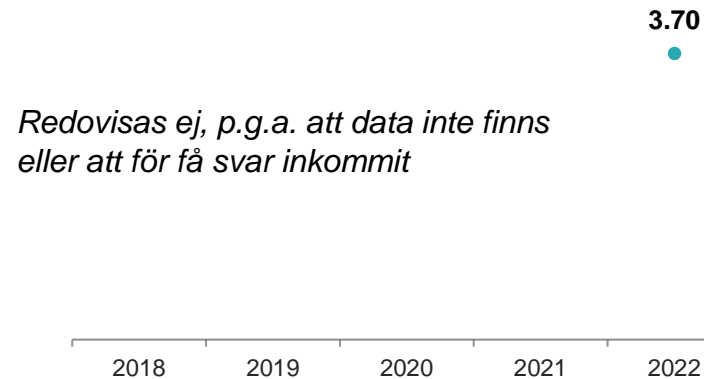 3.70
Redovisas ej, p.g.a. att data inte finns
eller att för få svar inkommit
2018 2019 2020 2021 2022